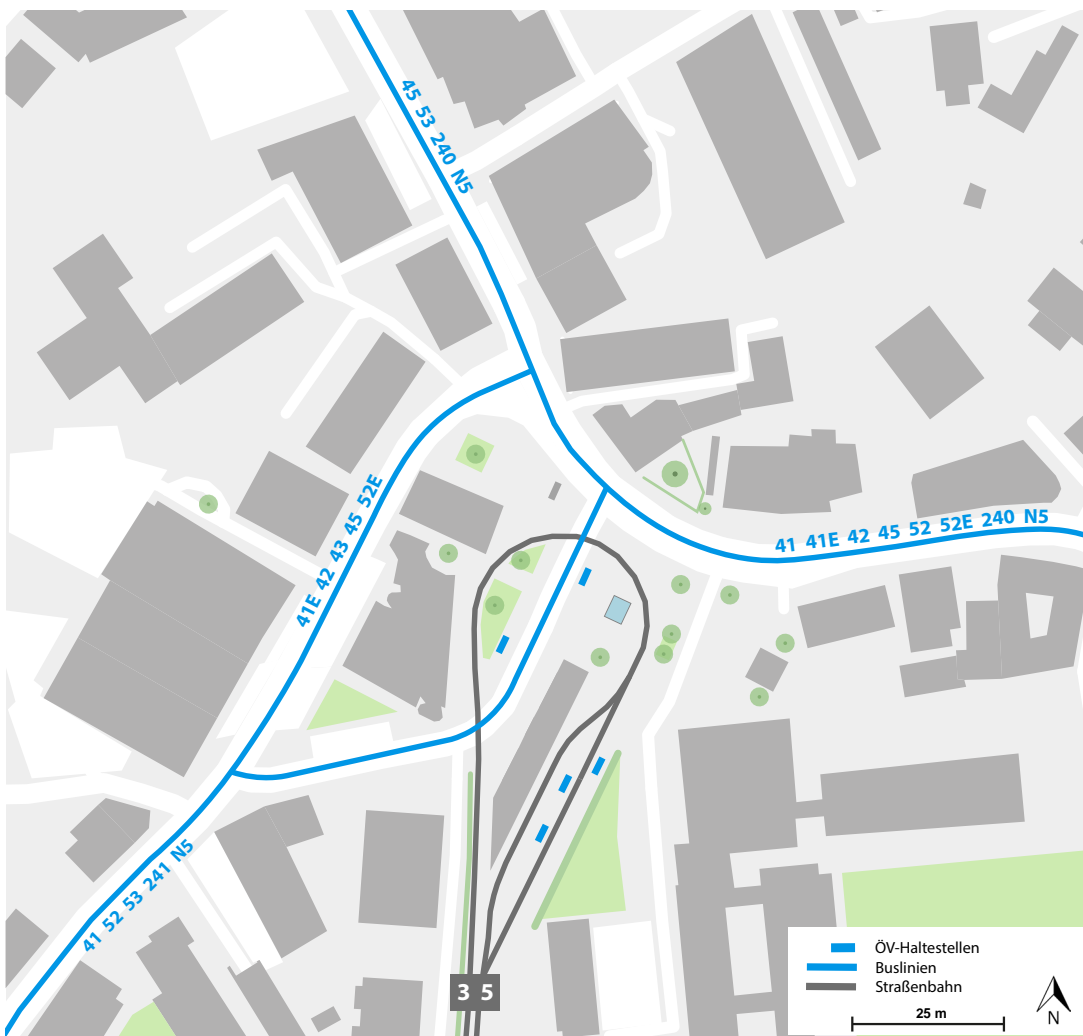 45 53 240 N5
41E 42 43 45 52E
41 41E 42 45 52 52E 240 N5
41 52 53 241 N5
3 5
ÖV-Haltestellen
Buslinien
Straßenbahn
25 m
N